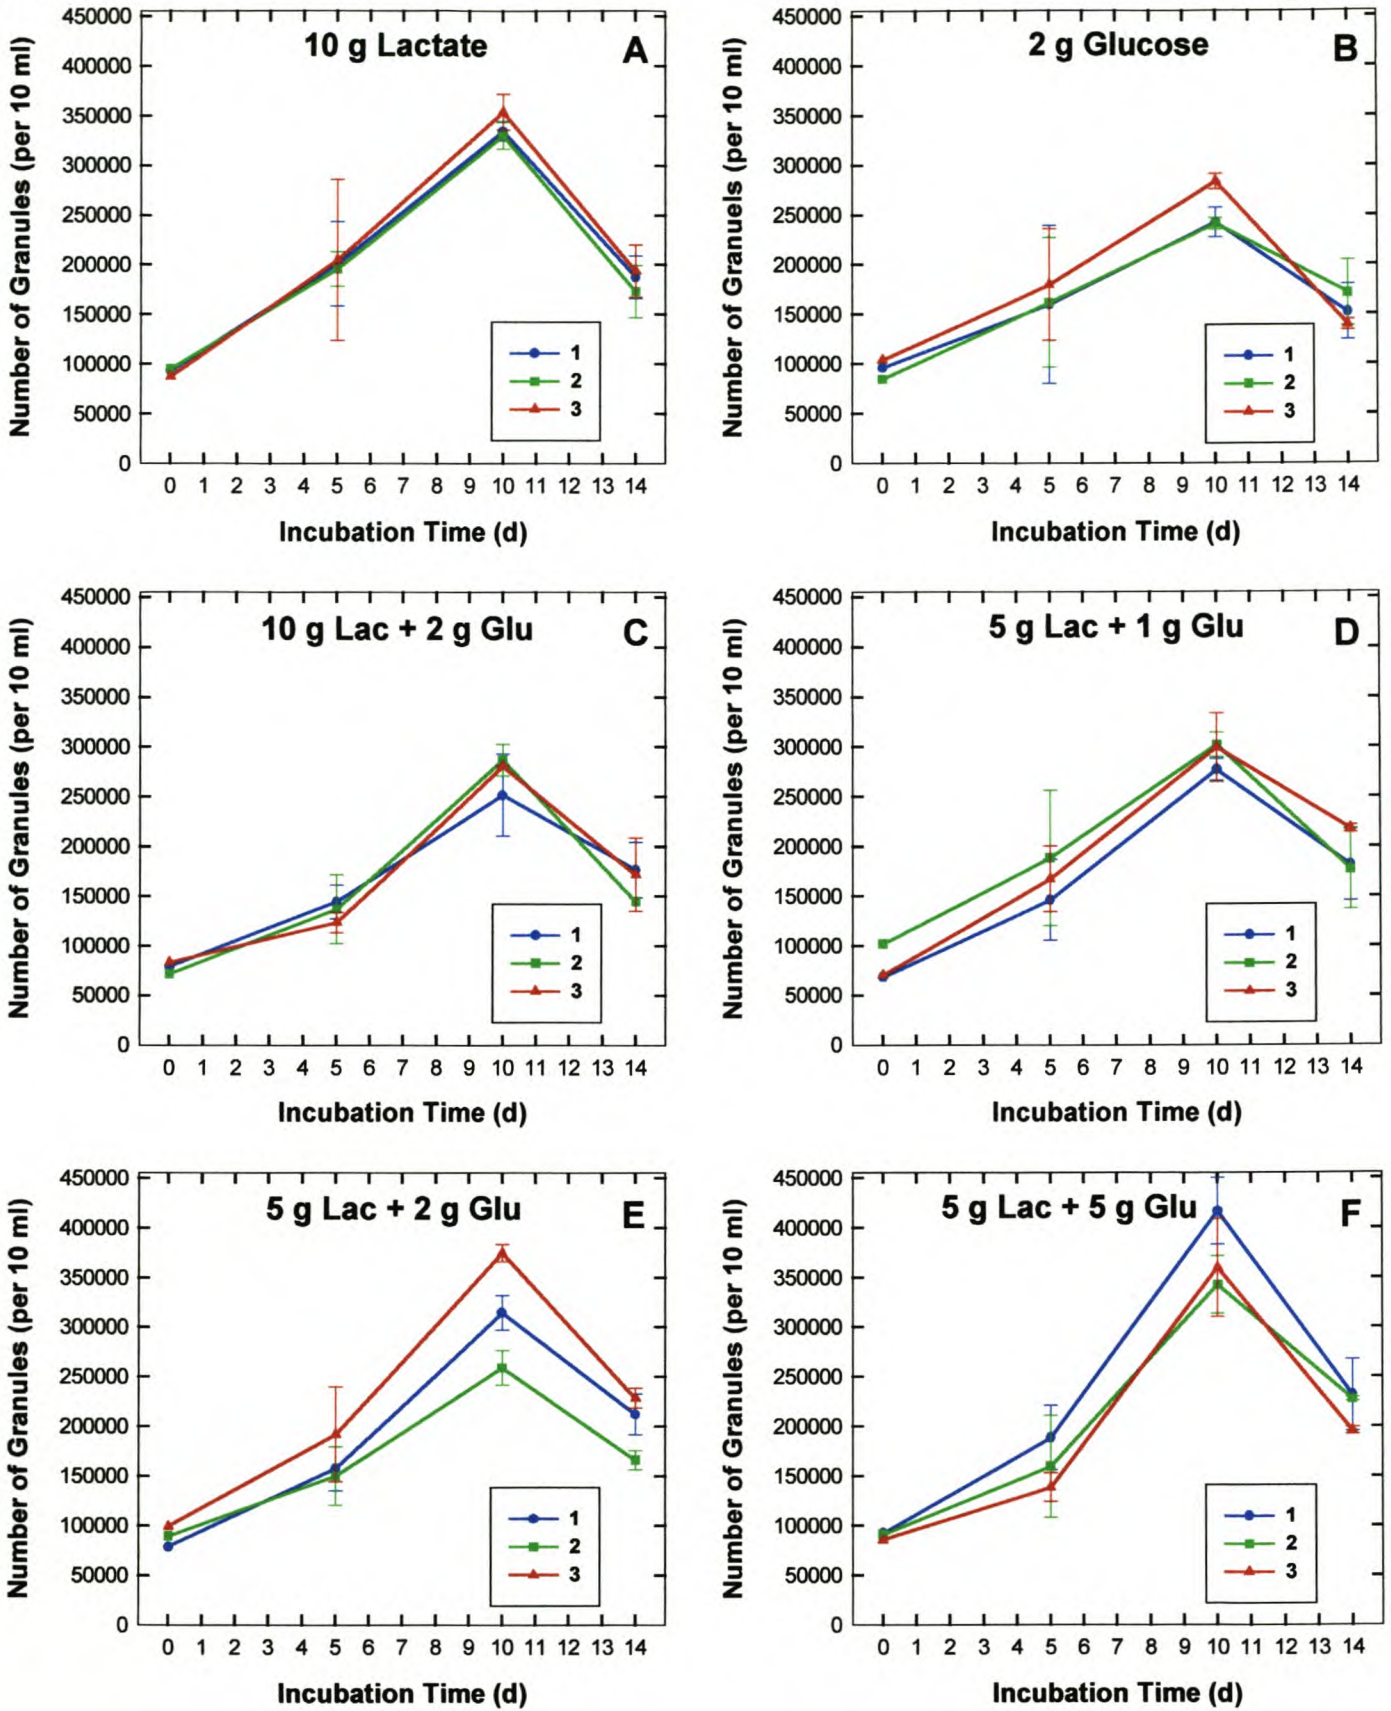 10 g Lactate
A
Number of Granules (per 10 ml)
450000
400000
350000
300000
250000
200000
150000
100000
50000
0
1
2
3
0 1 2 3 4 5 6 7 8 9 10 11 12 13 14
Incubation Time (d)
2 g Glucose
B
Number of Granuels (per 10 ml)
450000
400000
350000
300000
250000
200000
150000
100000
50000
0
1
2
3
0 1 2 3 4 5 6 7 8 9 10 11 12 13 14
Incubation Time (d)
10 g Lac + 2 g Glu
C
Number of Granules (per 10 ml)
450000
400000
350000
300000
250000
200000
150000
100000
50000
0
1
2
3
0 1 2 3 4 5 6 7 8 9 10 11 12 13 14
Incubation Time (d)
5 g Lac + 1 g Glu
D
Number of Granules (per 10 ml)
450000
400000
350000
300000
250000
200000
150000
100000
50000
0
1
2
3
0 1 2 3 4 5 6 7 8 9 10 11 12 13 14
Incubation Time (d)
5 g Lac + 2 g Glu
E
Number of Granules (per 10 ml)
450000
400000
350000
300000
250000
200000
150000
100000
50000
0
1
2
3
0 1 2 3 4 5 6 7 8 9 10 11 12 13 14
Incubation Time (d)
5 g Lac + 5 g Glu
F
Number of Granules (per 10 ml)
450000
400000
350000
300000
250000
200000
150000
100000
50000
0
1
2
3
0 1 2 3 4 5 6 7 8 9 10 11 12 13 14
Incubation Time (d)